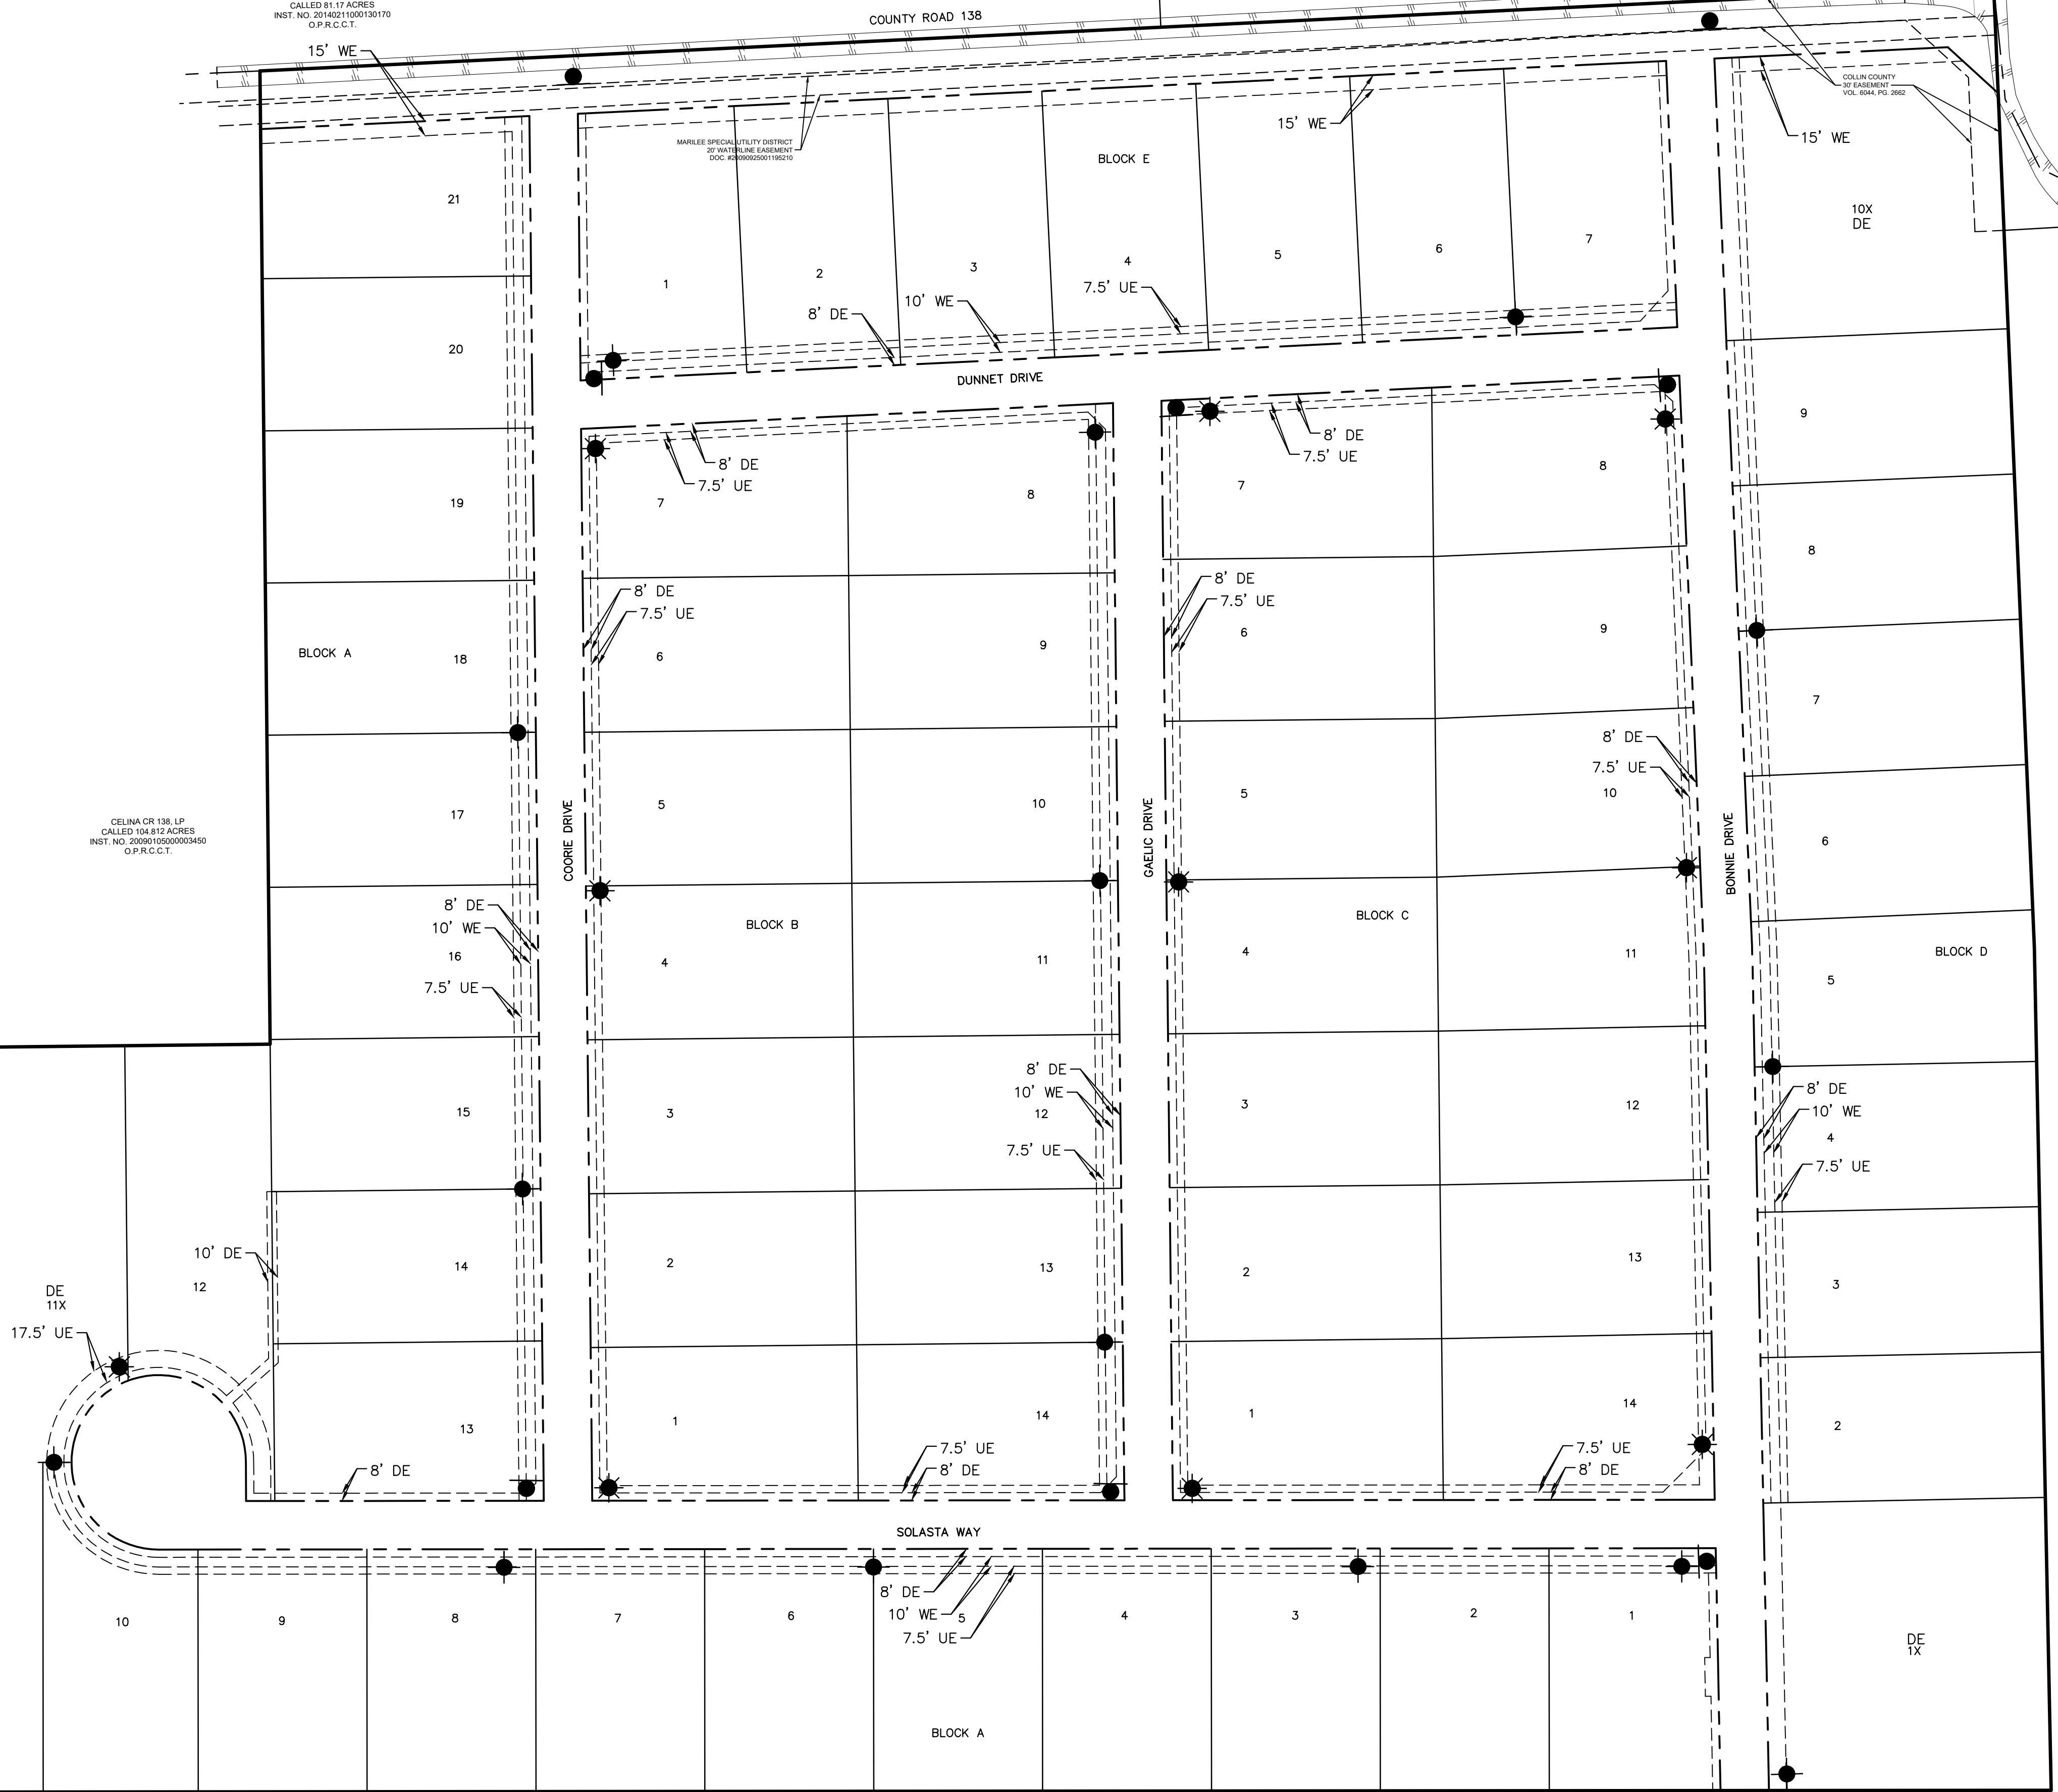 CALLED 81.17 ACRES
INST. NO. 20140211000130170
O.P.R.C.C.T.
COUNTY ROAD 138
15' WE
COLLIN COUNTY
30' EASEMENT
VOL. 6044, PG. 2662
15' WE
15' WE
MARILEE SPECIAL UTILITY DISTRICT
20' WATERLINE EASEMENT
DOC. #20090925001195210
BLOCK E
21
10X
DE
1
2
3
4
5
6
7
7.5' UE
10' WE
8' DE
20
DUNNET DRIVE
9
8' DE
7.5' UE
8' DE
7.5' UE
19
7
8
7
8
8
8' DE
7.5' UE
8' DE
7.5' UE
BLOCK A
18
6
9
6
9
7
8' DE
7.5' UE
17
5
10
5
10
6
COORIE DRIVE
GAELIC DRIVE
BONNIE DRIVE
CELINA CR 138, LP
CALLED 104.812 ACRES
INST. NO. 20090105000003450
O.P.R.C.C.T.
8' DE
10' WE
16
7.5' UE
BLOCK B
BLOCK C
BLOCK D
4
11
4
11
5
8' DE
10' WE
12
7.5' UE
15
3
3
12
8' DE
10' WE
4
7.5' UE
10' DE
12
DE
11X
17.5' UE
14
2
13
2
13
3
13
1
14
1
14
2
8' DE
7.5' UE
8' DE
7.5' UE
8' DE
SOLASTA WAY
8' DE
10' WE
7.5' UE
10
9
8
7
6
5
4
3
2
1
DE
1X
BLOCK A